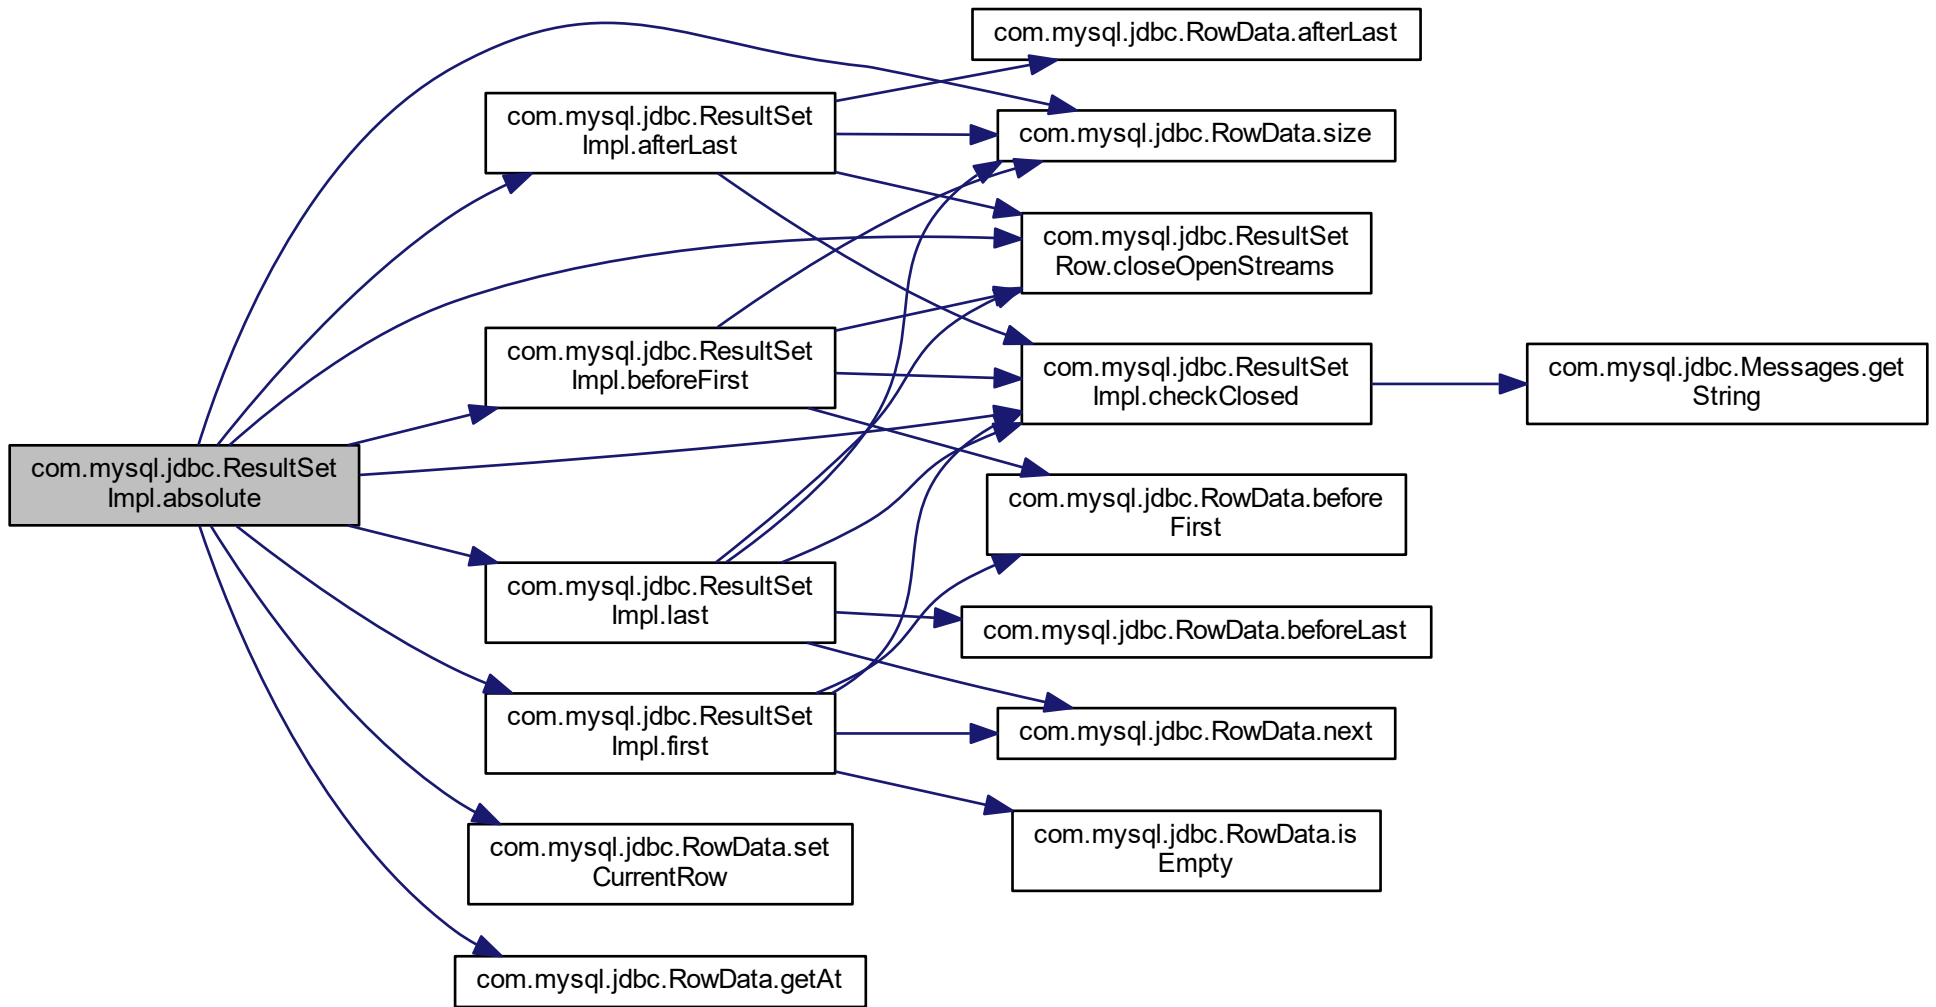 com.mysql.jdbc.RowData.afterLast
com.mysql.jdbc.ResultSet
Impl.afterLast
com.mysql.jdbc.RowData.size
com.mysql.jdbc.ResultSet
Row.closeOpenStreams
com.mysql.jdbc.ResultSet
Impl.beforeFirst
com.mysql.jdbc.ResultSet
Impl.checkClosed
com.mysql.jdbc.Messages.get
String
com.mysql.jdbc.ResultSet
Impl.absolute
com.mysql.jdbc.RowData.before
First
com.mysql.jdbc.ResultSet
Impl.last
com.mysql.jdbc.RowData.beforeLast
com.mysql.jdbc.ResultSet
Impl.first
com.mysql.jdbc.RowData.next
com.mysql.jdbc.RowData.set
CurrentRow
com.mysql.jdbc.RowData.is
Empty
com.mysql.jdbc.RowData.getAt